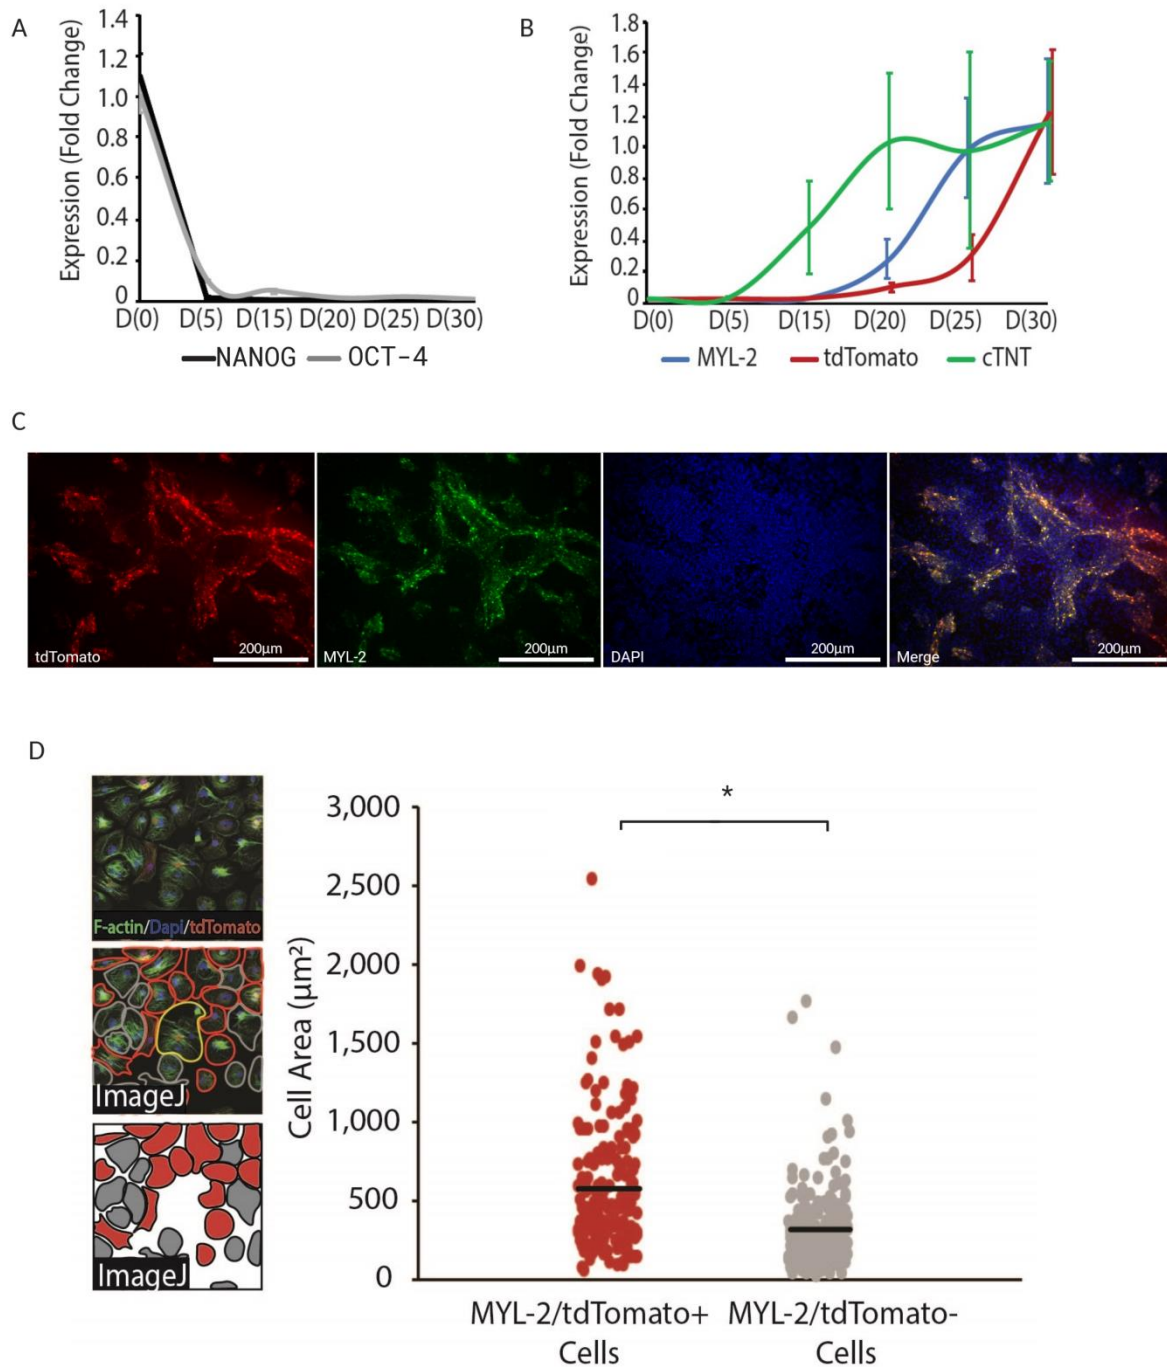 A
Expression (Fold Change)
1.4
1.2
1.0
0.8
0.6
0.4
0.2
0
D(0) D(5) D(15) D(20) D(25) D(30)
NANOG OCT-4
B
Expression (Fold Change)
1.8
1.6
1.4
1.2
1.0
0.8
0.6
0.4
0.2
0
D(0) D(5) D(15) D(20) D(25) D(30)
MYL-2 tdTomato cTNT
C
tdTomato 200µm
MYL-2 200µm
DAPI 200µm
Merge 200µm
D
F-actin/Dapi/tdTomato
ImageJ
ImageJ
Cell Area (µm²)
3,000
2,500
2,000
1,500
1,000
500
0
*
MYL-2/tdTomato+
Cells
MYL-2/tdTomato-
Cells